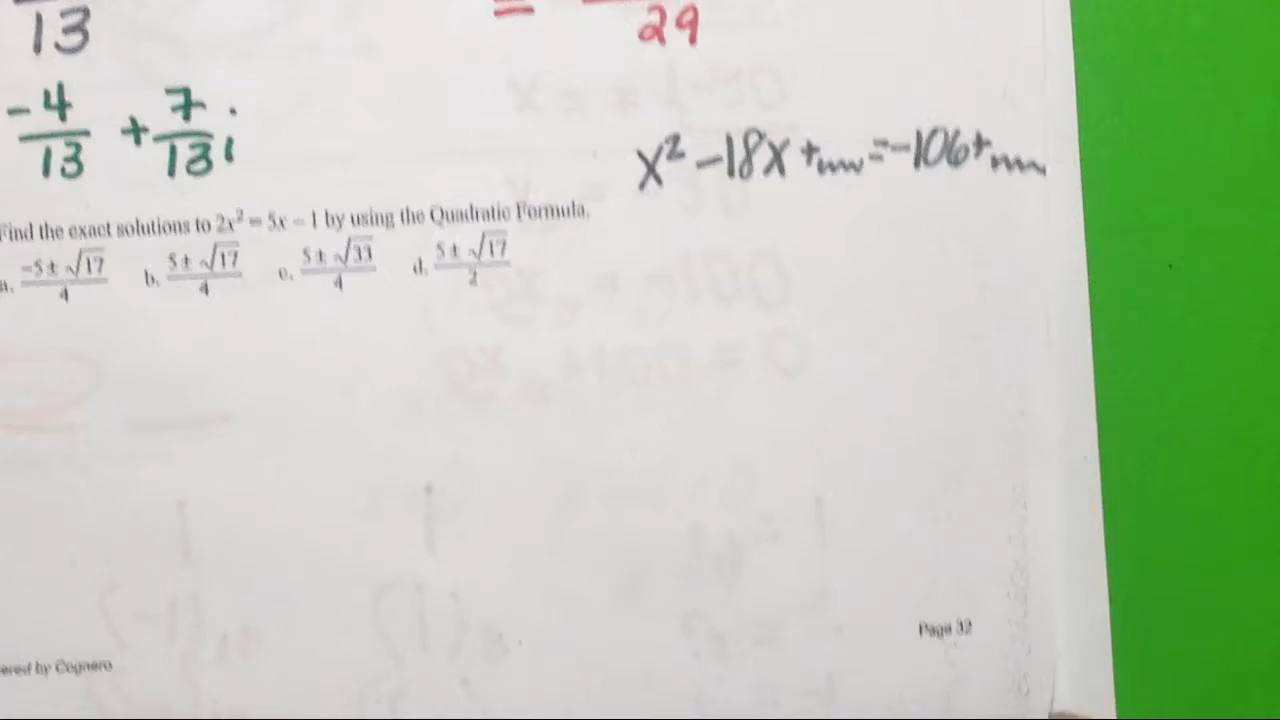 13
= 29
-4/13 + 7/13 i
x² -18x + = -106 +
Find the exact solutions to 2x² = 5x - 1 by using the Quadratic Formula.
a. -5 ± √17 / 4 b. 5 ± √17 / 4 c. 5 ± √33 / 4 d. 5 ± √17 / 2
Page 32
ered by Cognero